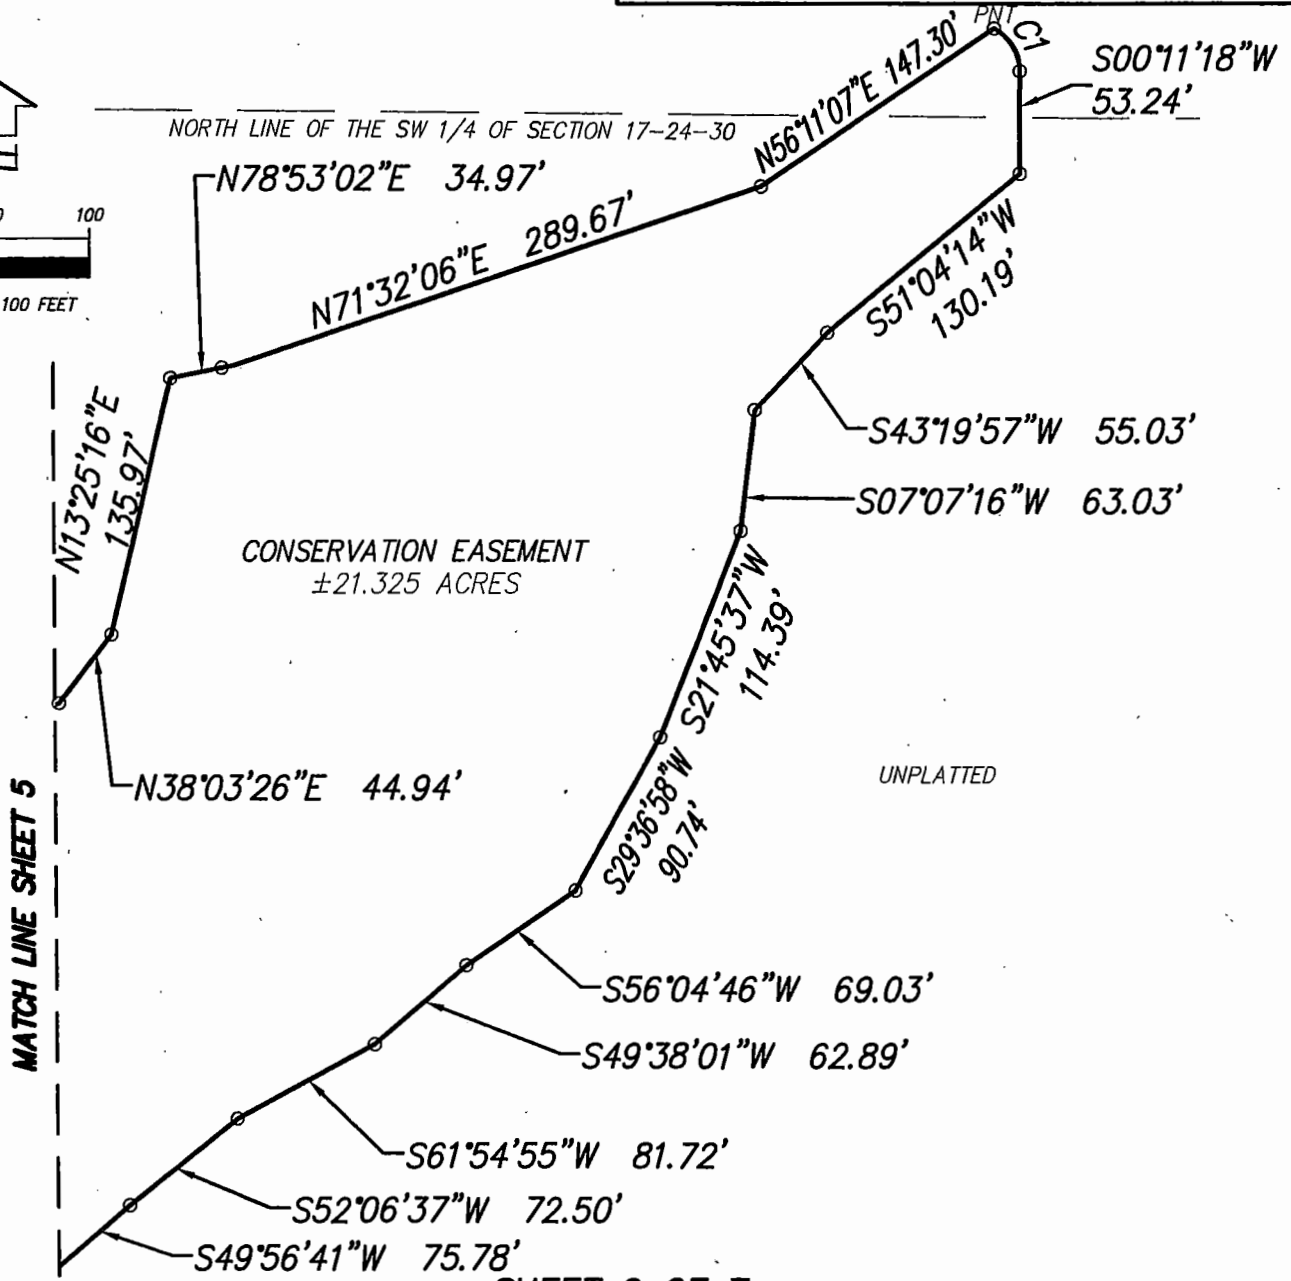 PNT
C1
S00°11'18"W
53.24'
N56°11'07"E 147.30'
NORTH LINE OF THE SW 1/4 OF SECTION 17-24-30
N78°53'02"E 34.97'
100
100 FEET
N71°32'06"E 289.67'
S51°04'14"W
130.19'
N13°25'16"E
135.97'
S43°19'57"W 55.03'
S07°07'16"W 63.03'
CONSERVATION EASEMENT
±21.325 ACRES
S21°45'37"W
114.39'
N38°03'26"E 44.94'
UNPLATTED
S29°36'58"W
90.74'
MATCH LINE SHEET 5
S56°04'46"W 69.03'
S49°38'01"W 62.89'
S61°54'55"W 81.72'
S52°06'37"W 72.50'
S49°56'41"W 75.78'